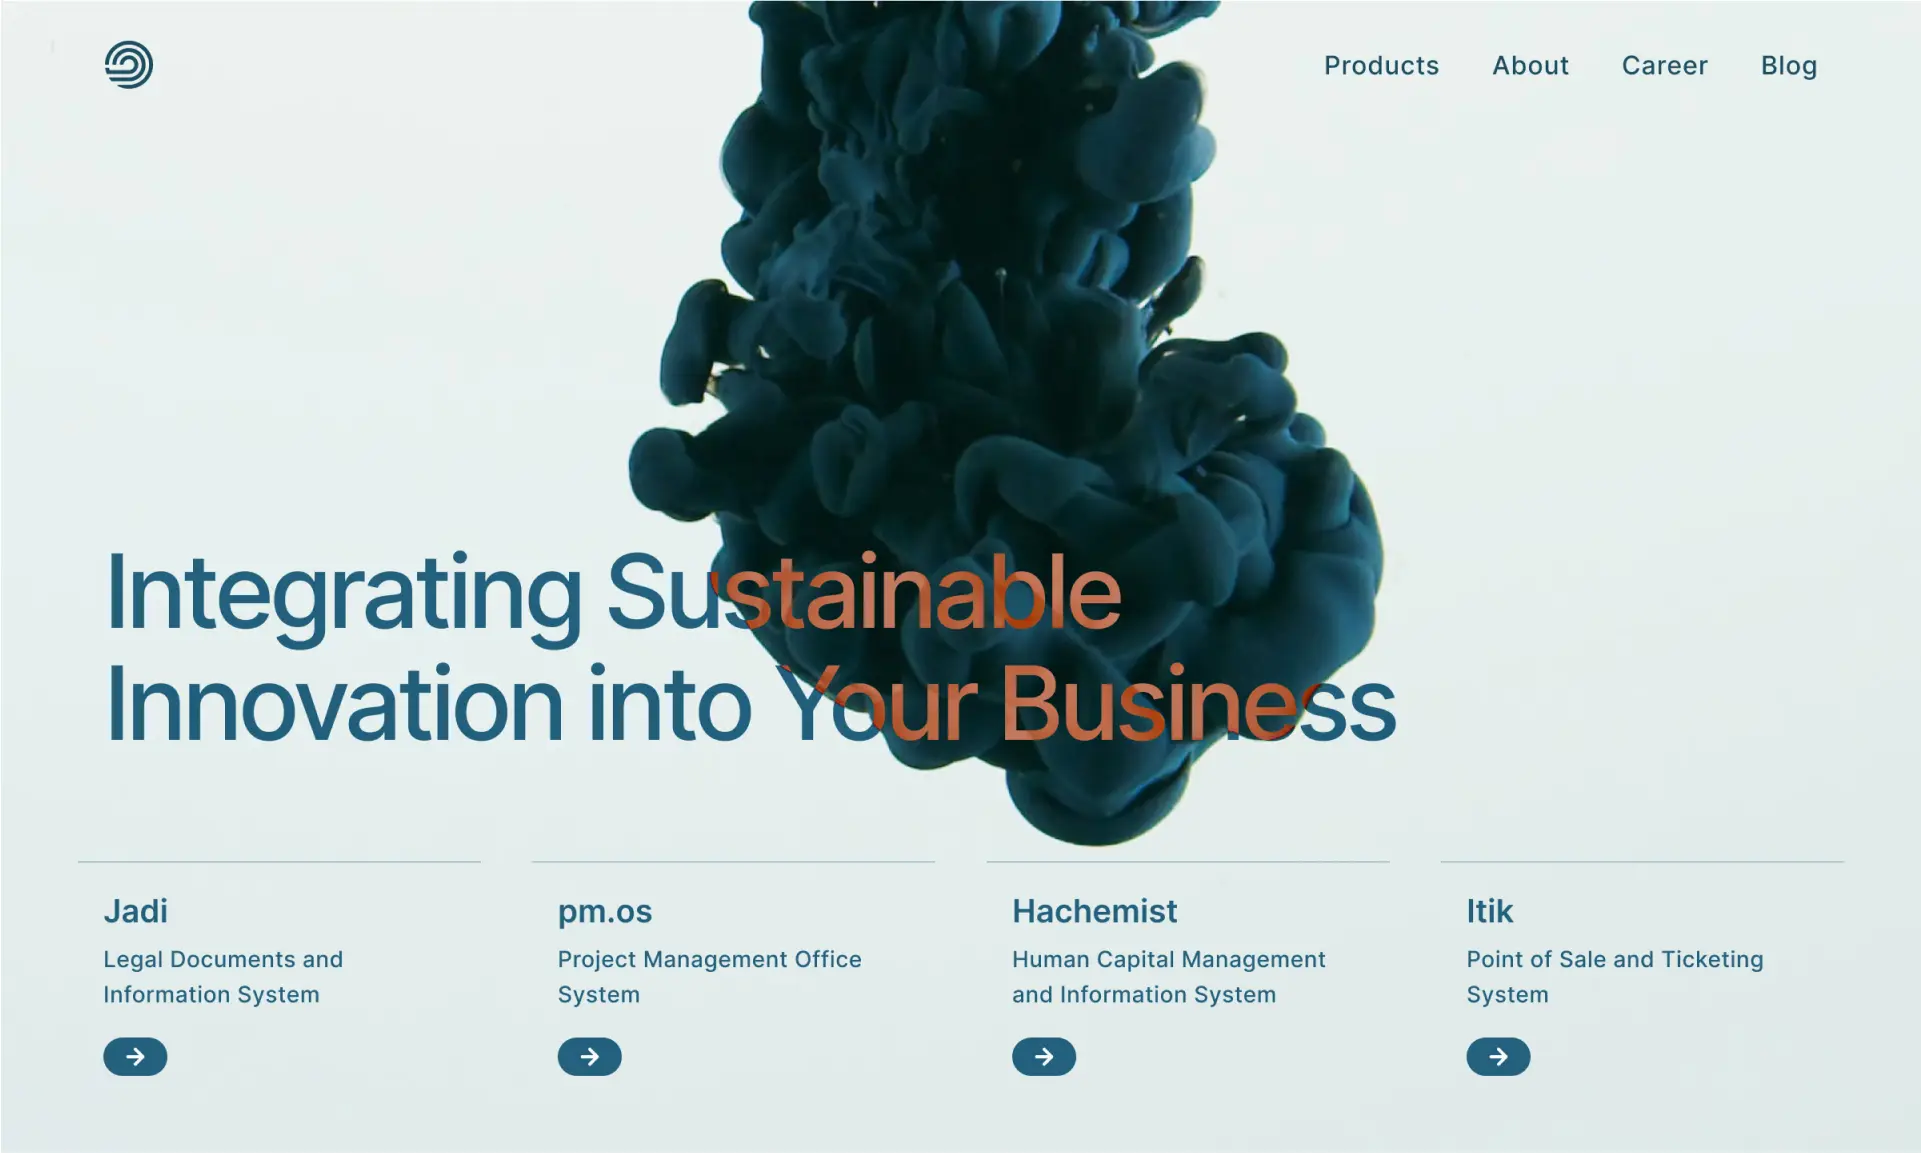 Products
About
Career
Blog
Integrating Sustainable
Innovation into Your Business
Jadi
Legal Documents and
Information System
pm.os
Project Management Office
System
Hachemist
Human Capital Management
and Information System
Itik
Point of Sale and Ticketing
System